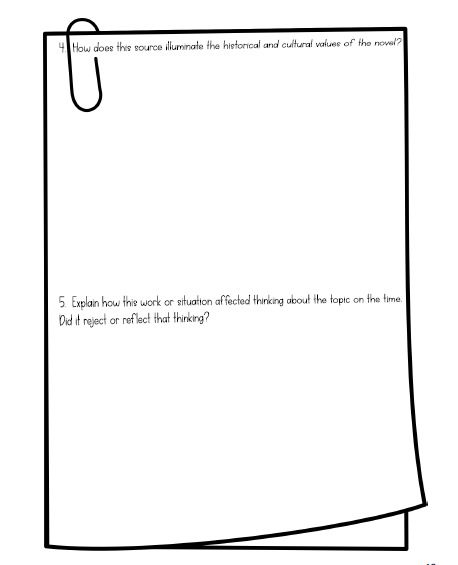 4. How does this source illuminate the historical and cultural values of the novel?
5. Explain how this work or situation affected thinking about the topic on the time.
Did it reject or reflect that thinking?